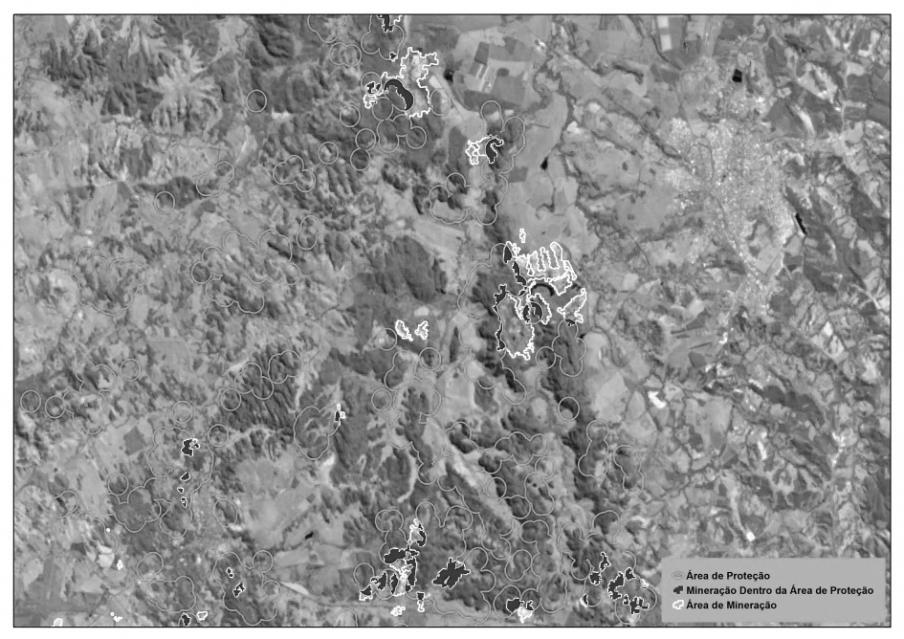 Área de Proteção
Mineração Dentro da Área de Proteção
Área de Mineração